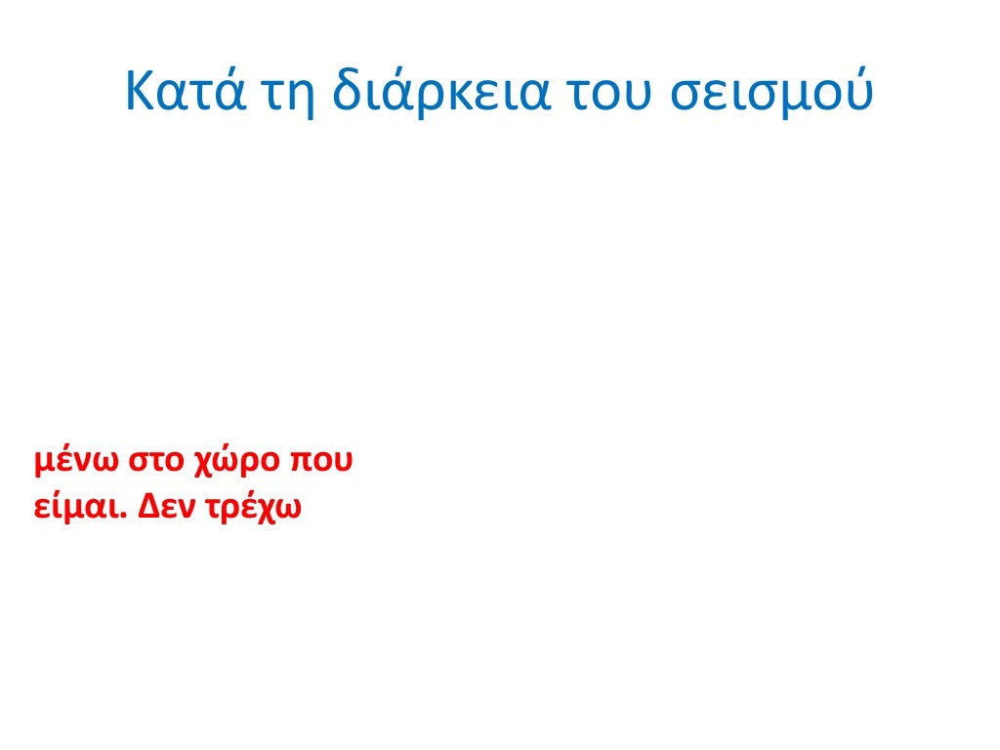 Κατά τη διάρκεια του σεισμού
μένω στο χώρο που
είμαι. Δεν τρέχω